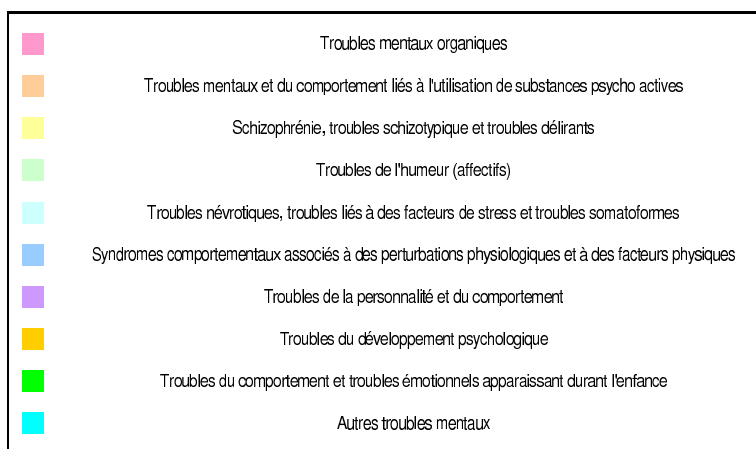 Troubles mentaux organiques
Troubles mentaux et du comportement liés à l'utilisation de substances psycho actives
Schizophrénie, troubles schizotypique et troubles délirants
Troubles de l'humeur (affectifs)
Troubles névrotiques, troubles liés à des facteurs de stress et troubles somatoformes
Syndromes comportementaux associés à des perturbations physiologiques et à des facteurs physiques
Troubles de la personnalité et du comportement
Troubles du développement psychologique
Troubles du comportement et troubles émotionnels apparaissant durant l'enfance
Autres troubles mentaux